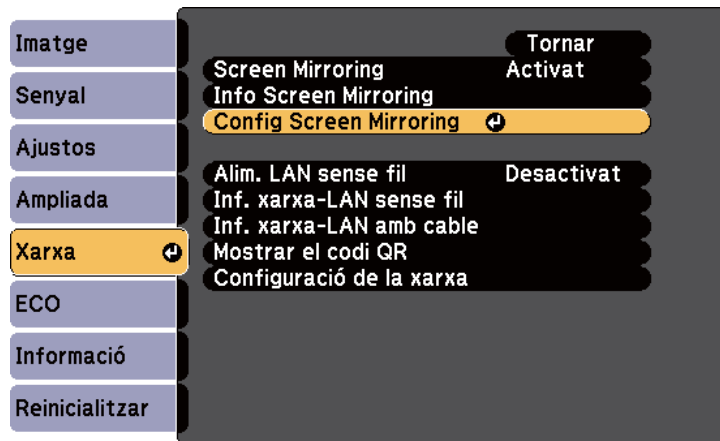 Imatge
Senyal
Ajustos
Ampliada
Xarxa
ECO
Informació
Reinicialitzar
Tornar
Screen Mirroring Activat
Info Screen Mirroring
Config Screen Mirroring
Alim. LAN sense fil Desactivat
Inf. xarxa-LAN sense fil
Inf. xarxa-LAN amb cable
Mostrar el codi QR
Configuració de la xarxa